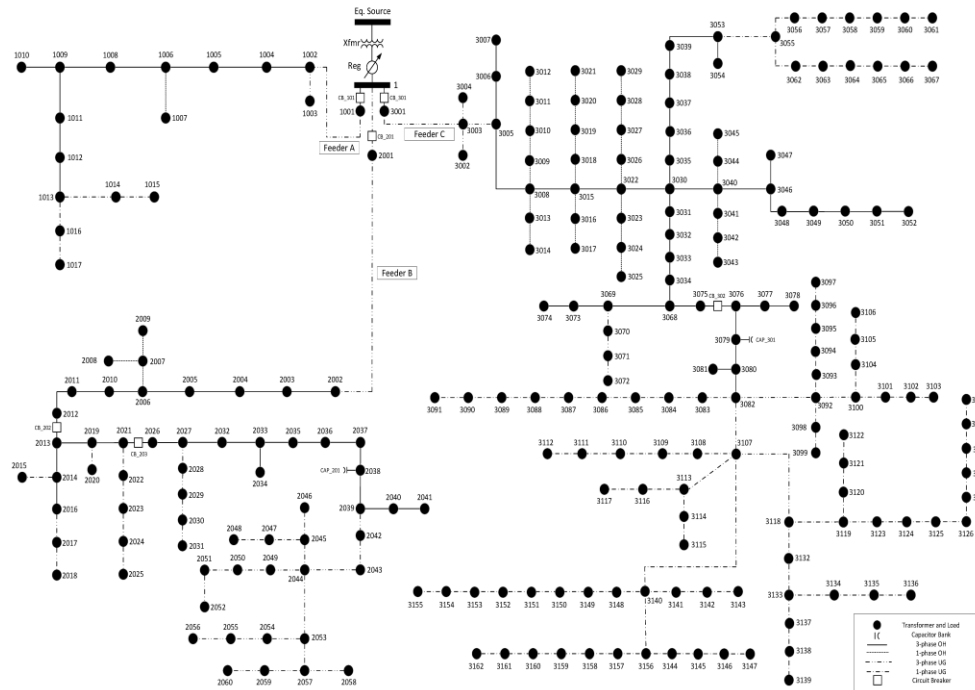 Eq. Source
Xfmr
Reg
1
CB_101
CB_301
1001
3001
CB_201
2001
Feeder A
Feeder B
Feeder C
1010 1009 1008 1006 1005 1004 1002
1003
1007
1011
1012
1013 1014 1015
1016
1017
3007
3006
3004
3003 3005
3002
3012 3021 3029
3011 3020 3028
3010 3019 3027
3009 3018 3026
3008 3015 3022 3030 3040 3046
3013 3016 3023
3014 3017 3024
3025
3039 3053
3054
3055
3056 3057 3058 3059 3060 3061
3062 3063 3064 3065 3066 3067
3038
3037
3036
3035
3045
3044
3047
3048 3049 3050 3051 3052
3031 3041
3032 3042
3033 3043
3034
3074 3073 3069 3068 3075 CB_302 3076 3077 3078
3070
3071
3072
3079 CAP_301
3081 3080
3082
3097
3096
3095
3094
3093
3106
3105
3104
3091 3090 3089 3088 3087 3086 3085 3084 3083 3092 3100 3101 3102 3103
3098
3099
3112 3111 3110 3109 3108 3107
3117 3116 3113
3114
3115
3122
3121
3120
3118 3119 3123 3124 3125 3126
3132
3133 3134 3135 3136
3137
3138
3139
3155 3154 3153 3152 3151 3150 3149 3148 3140 3141 3142 3143
3162 3161 3160 3159 3158 3157 3156 3144 3145 3146 3147
2009
2008 2007
2011 2010 2006 2005 2004 2003 2002
2012
CB_202
2013 2019 2021 CB_203 2026 2027 2032 2033 2035 2036 2037
2015 2014 2020 2022 2028 2034 CAP_201 2038
2016 2023 2029 2039 2040 2041
2017 2024 2030 2042
2018 2025 2031 2043
2046
2048 2047 2045
2051 2050 2049 2044
2052
2056 2055 2054 2053
2060 2059 2057 2058
Transformer and Load
Capacitor Bank
3-phase OH
1-phase OH
3-phase UG
1-phase UG
Circuit Breaker